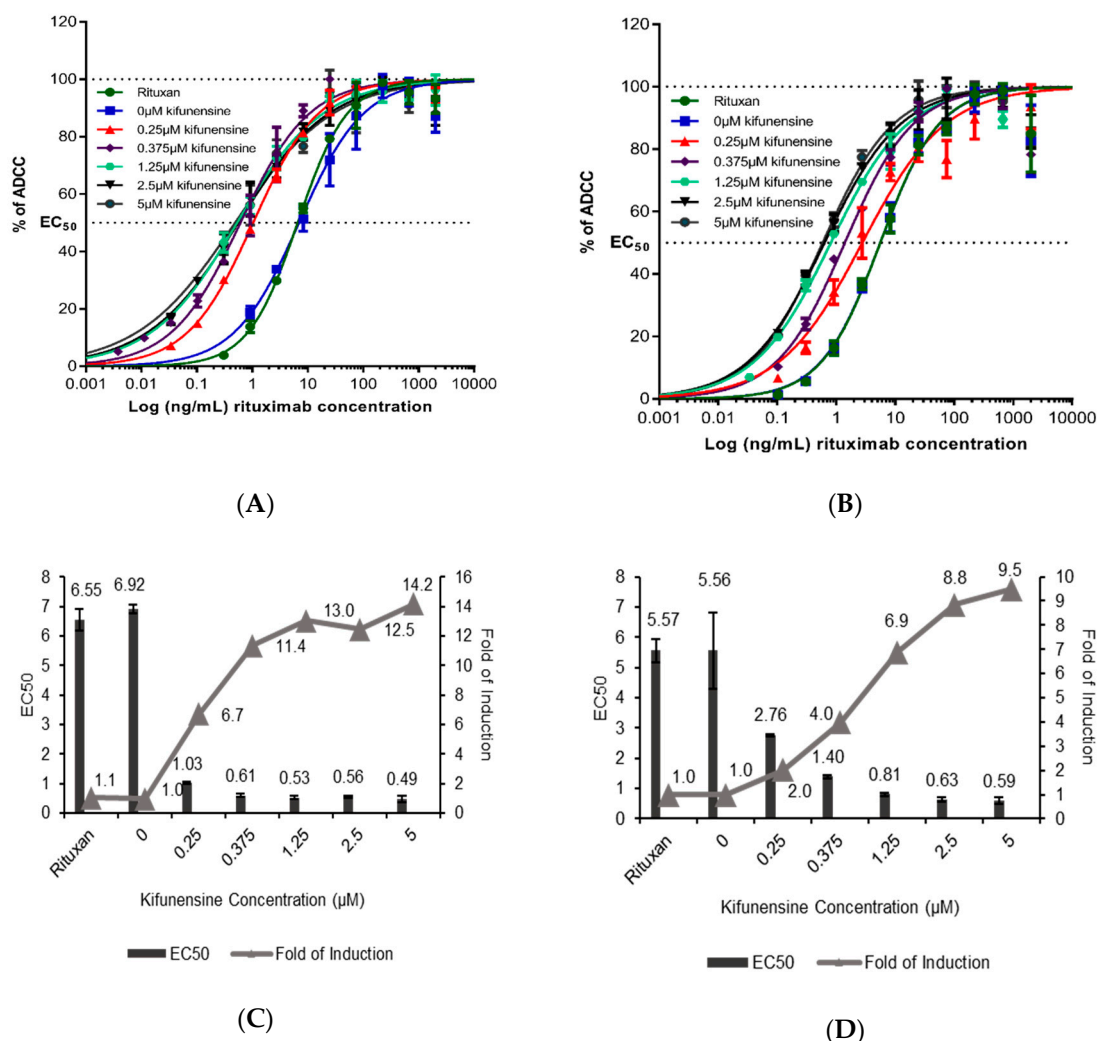 120
100
80
60
EC50
40
20
0
% of ADCC
Rituxan
0µM kifunensine
0.25µM kifunensine
0.375µM kifunensine
1.25µM kifunensine
2.5µM kifunensine
5µM kifunensine
0.001 0.01 0.1 1 10 100 1000 10000
Log (ng/mL) rituximab concentration
(A)
120
100
80
60
EC50
40
20
0
% of ADCC
Rituxan
0µM kifunensine
0.25µM kifunensine
0.375µM kifunensine
1.25µM kifunensine
2.5µM kifunensine
5µM kifunensine
0.001 0.01 0.1 1 10 100 1000 10000
Log (ng/mL) rituximab concentration
(B)
8
7
6
5
4
3
2
1
0
EC50
6.55 6.92 1.03 0.61 0.53 0.56 0.49
1.1 1.0 6.7 11.4 13.0 12.5 14.2
16
14
12
10
8
6
4
2
0
Fold of Induction
Rituxan 0 0.25 0.375 1.25 2.5 5
Kifunensine Concentration (µM)
EC50 Fold of Induction
(C)
8
7
6
5
4
3
2
1
0
EC50
5.57 5.56 2.76 1.40 0.81 0.63 0.59
1.0 1.0 2.0 4.0 6.9 8.8 9.5
10
9
8
7
6
5
4
3
2
1
0
Fold of Induction
Rituxan 0 0.25 0.375 1.25 2.5 5
Kifunensine Concentration (µM)
EC50 Fold of Induction
(D)